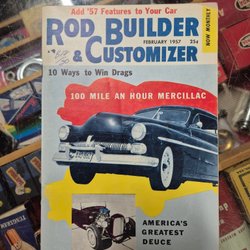 Add '57 Features to Your Car
ROD BUILDER
& CUSTOMIZER
NOW MONTHLY
FEBRUARY 1957 25¢
10 Ways to Win Drags
100 MILE AN HOUR MERCILLAC
AMERICA'S
GREATEST
DEUCE